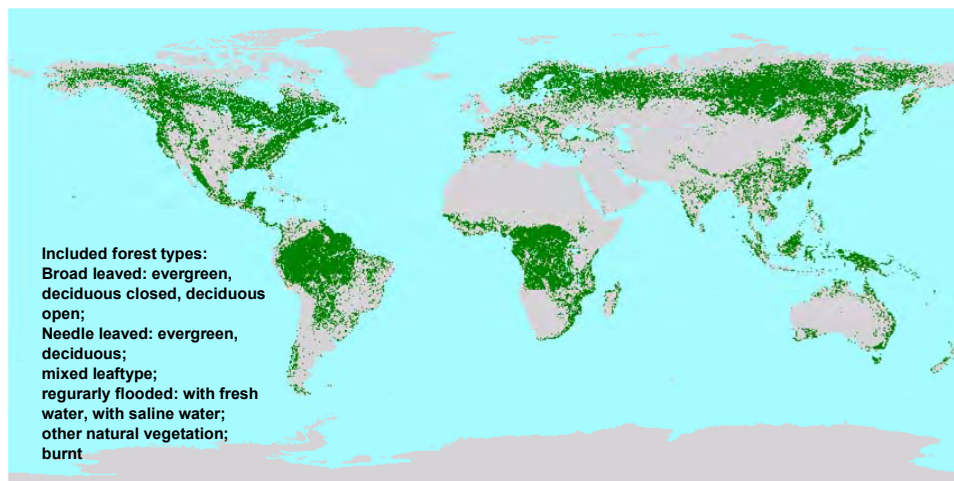 Included forest types:
Broad leaved: evergreen,
deciduous closed, deciduous
open;
Needle leaved: evergreen,
deciduous;
mixed leaftype;
regurarly flooded: with fresh
water, with saline water;
other natural vegetation;
burnt